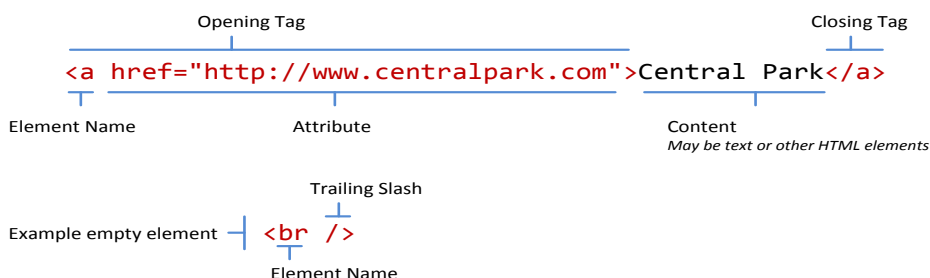 Opening Tag
Closing Tag
<a href="http://www.centralpark.com">Central Park</a>
Element Name
Attribute
Content
May be text or other HTML elements
Trailing Slash
Example empty element
<br />
Element Name